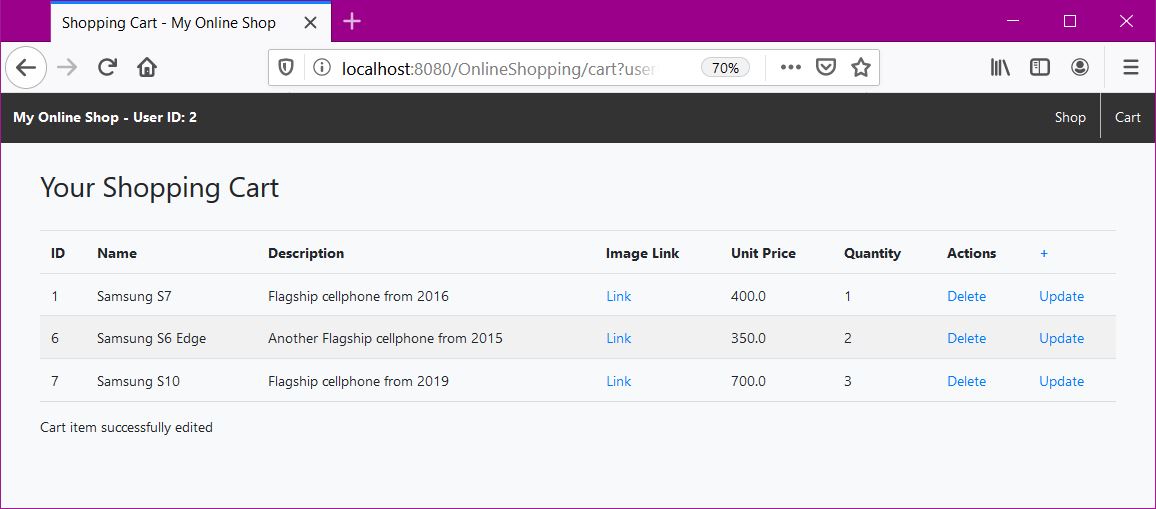 Shopping Cart - My Online Shop
localhost:8080/OnlineShopping/cart?user
70%
My Online Shop - User ID: 2 Shop Cart
Your Shopping Cart
ID Name Description Image Link Unit Price Quantity Actions +
1 Samsung S7 Flagship cellphone from 2016 Link 400.0 1 Delete Update
6 Samsung S6 Edge Another Flagship cellphone from 2015 Link 350.0 2 Delete Update
7 Samsung S10 Flagship cellphone from 2019 Link 700.0 3 Delete Update
Cart item successfully edited